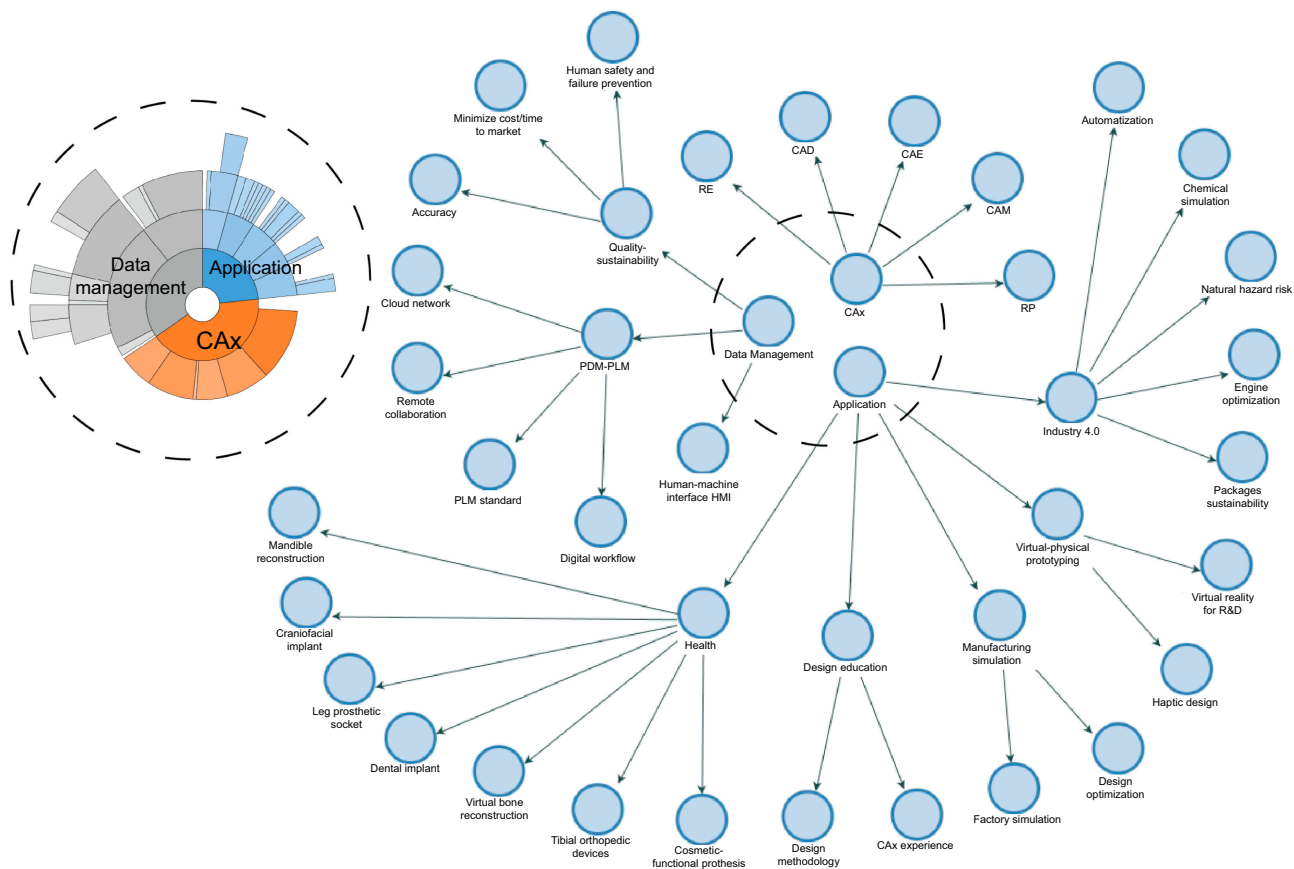 Data
management
Application
CAx
Human safety and
failure prevention
Minimize cost/time
to market
Accuracy
Quality-
sustainability
Cloud network
Remote
collaboration
PDM-PLM
PLM standard
Digital workflow
Data Management
Human-machine
interface HMI
RE
CAD
CAE
CAM
RP
CAx
Application
Automatization
Chemical
simulation
Natural hazard risk
Engine
optimization
Packages
sustainability
Industry 4.0
Virtual-physical
prototyping
Virtual reality
for R&D
Haptic design
Manufacturing
simulation
Design
optimization
Factory simulation
Design education
CAx experience
Design
methodology
Health
Mandible
reconstruction
Craniofacial
implant
Leg prosthetic
socket
Dental implant
Virtual bone
reconstruction
Tibial orthopedic
devices
Cosmetic-
functional prothesis